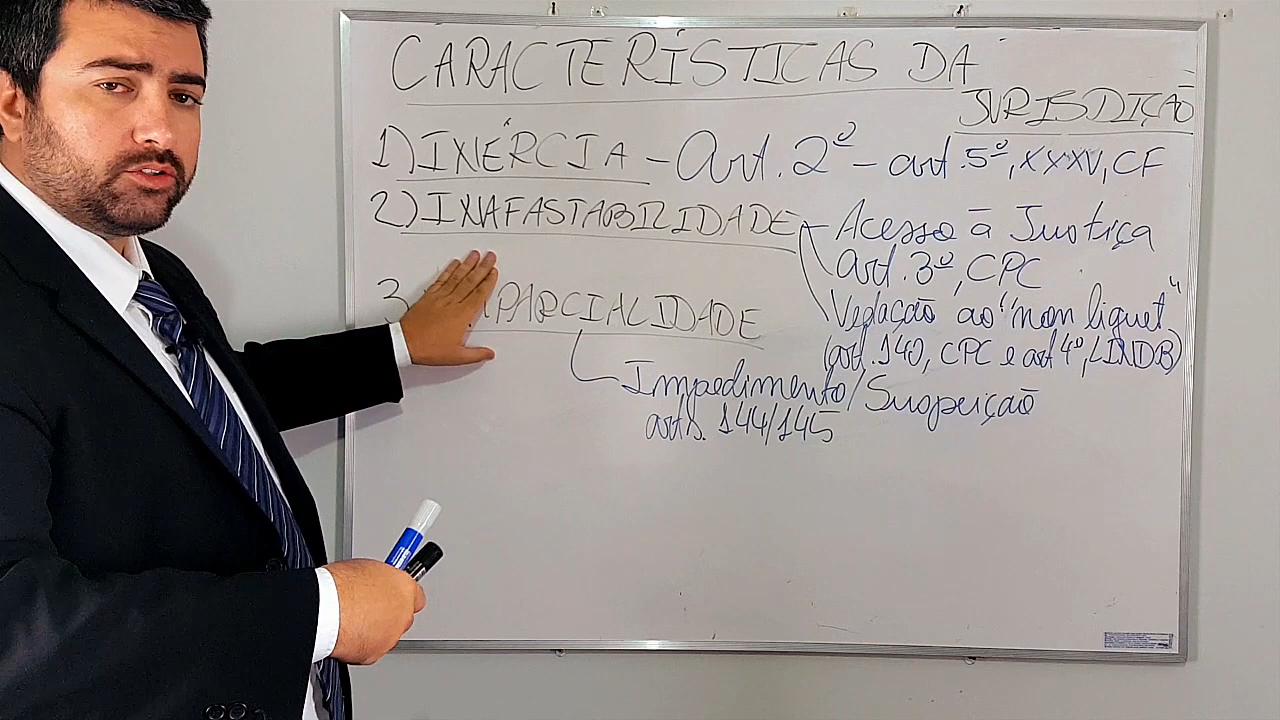 CARACTERÍSTICAS DA
JURISDIÇÃO
1) INÉRCIA - Art. 2º - art. 5º, XXXV, CF
2) INAFASTABILIDADE - Acesso à Justiça
Art. 3º, CPC
Vedação ao "non liquet"
(art. 140, CPC e art 4º, LINDB)
3 PARCIALIDADE
Impedimento/Suspeição
arts. 144/145